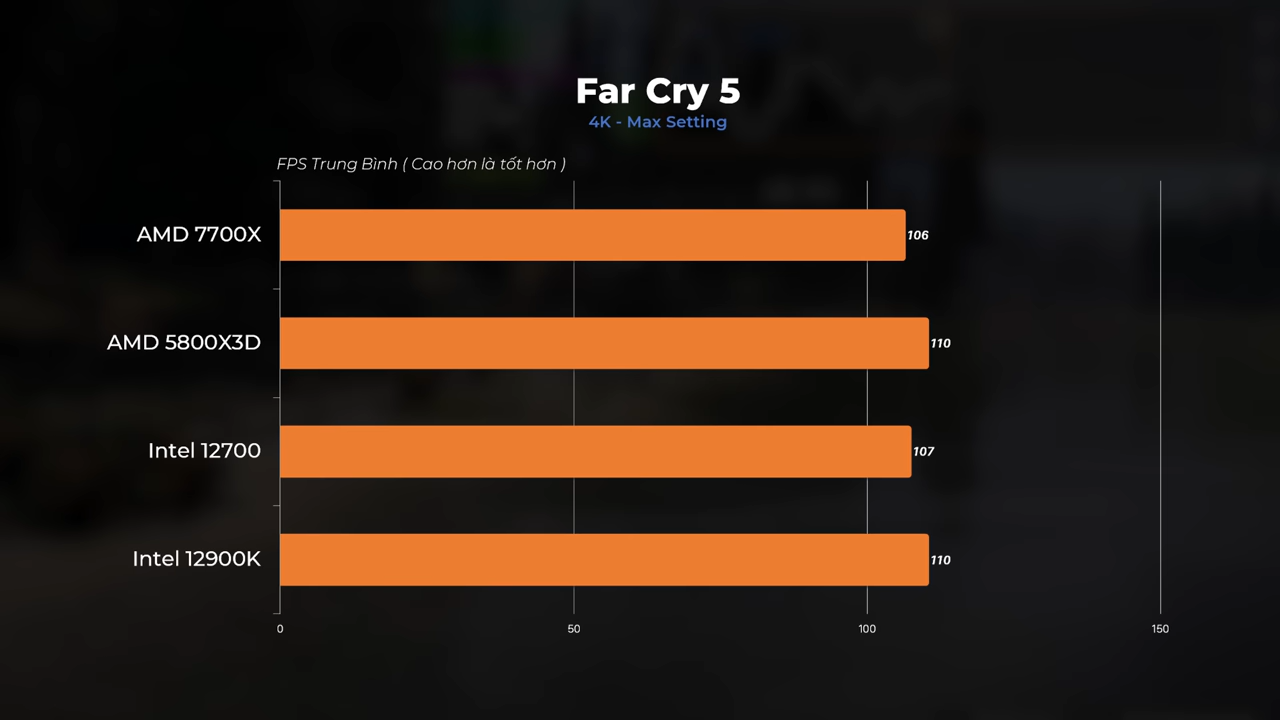 Far Cry 5
4K - Max Setting
FPS Trung Bình ( Cao hơn là tốt hơn )
AMD 7700X
106
AMD 5800X3D
110
Intel 12700
107
Intel 12900K
110
0 50 100 150